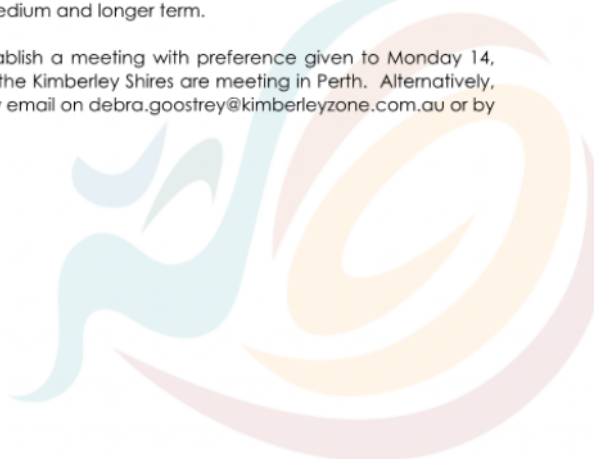 edium and longer term.
ablish a meeting with preference given to Monday 14,
the Kimberley Shires are meeting in Perth. Alternatively,
email on debra.goostrey@kimberleyzone.com.au or by